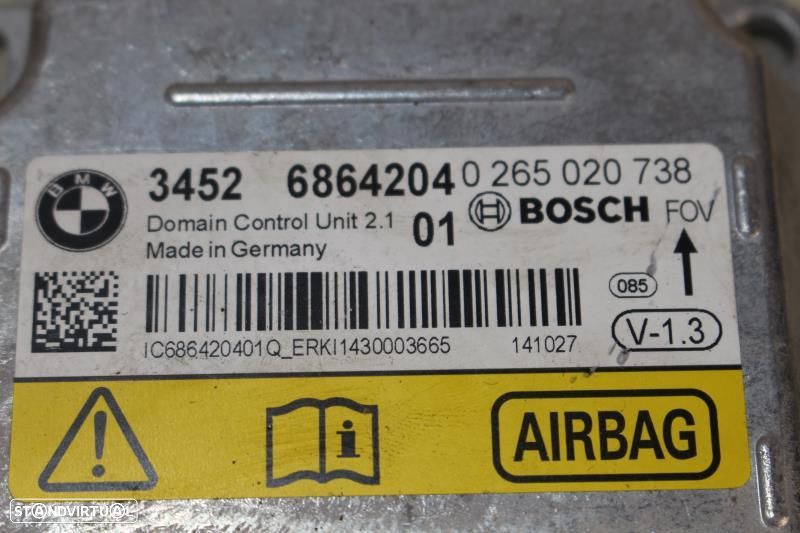 BMW
3452 6864204 0 265 020 738
Domain Control Unit 2.1 01 BOSCH FOV
Made in Germany
085
V-1.3
IC686420401Q_ERKI1430003665 141027
i
AIRBAG
STANDVIRTUAL